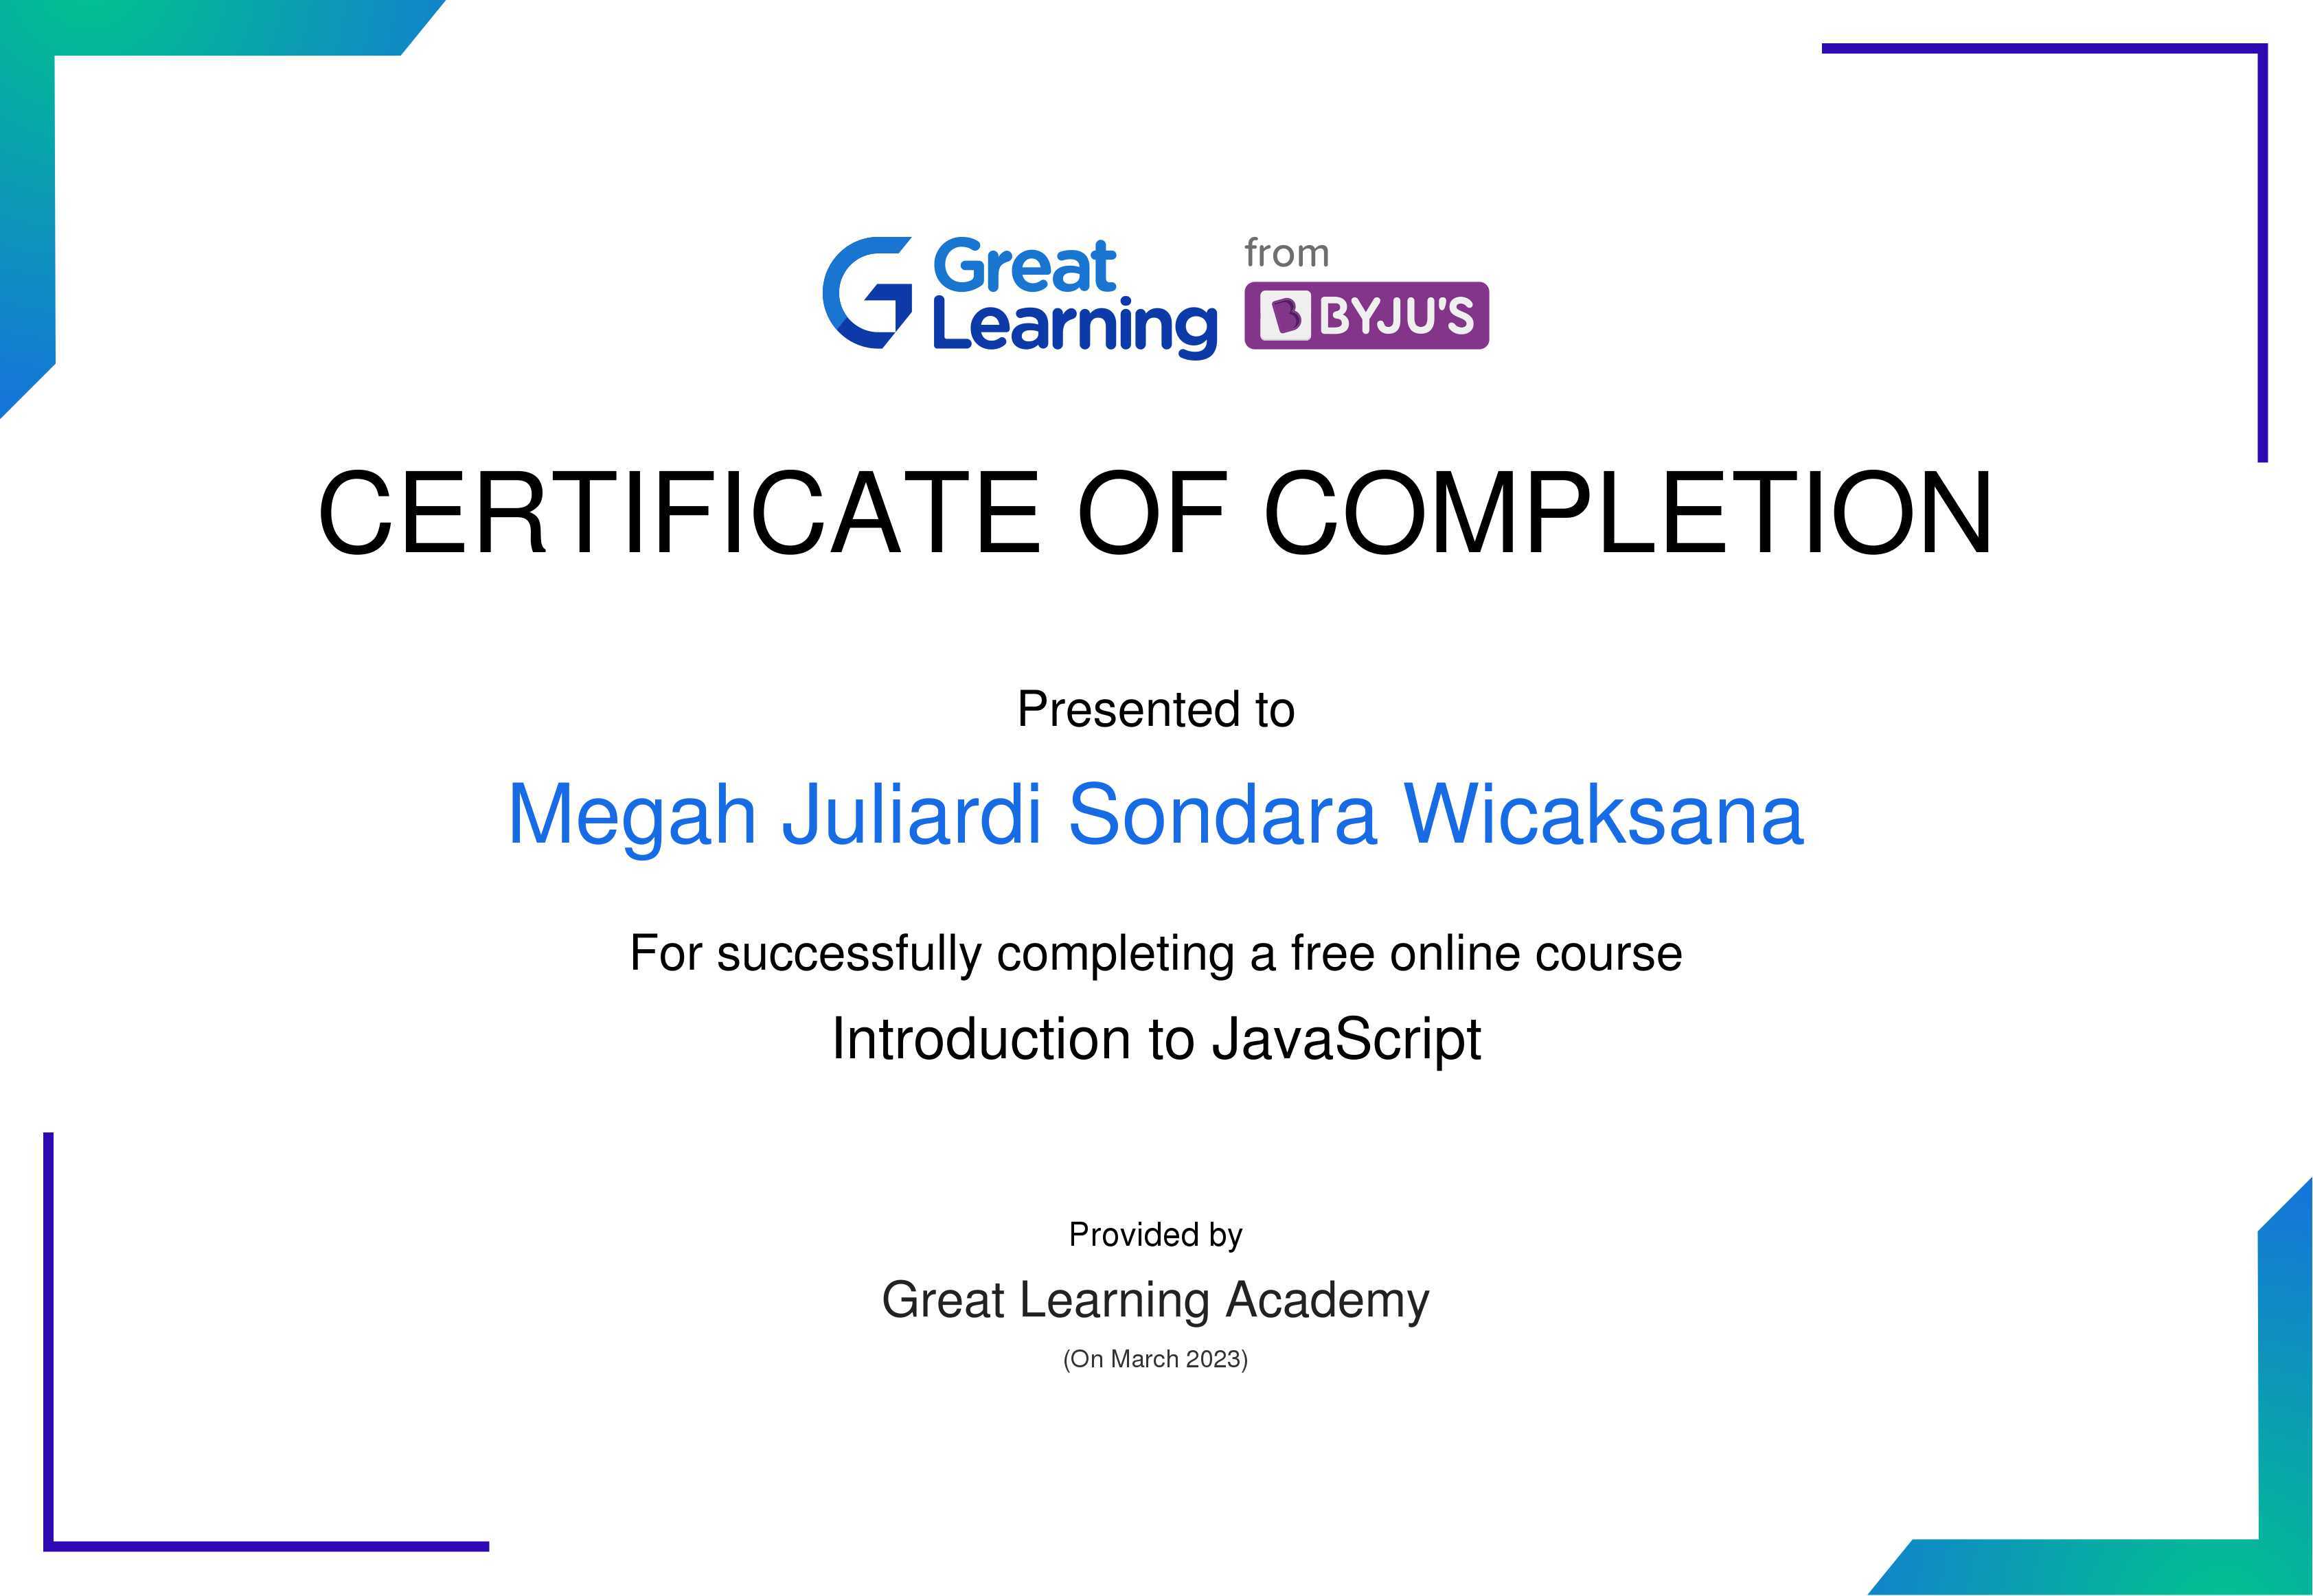 Great
Learning
from
BYJU'S
CERTIFICATE OF COMPLETION
Presented to
Megah Juliardi Sondara Wicaksana
For successfully completing a free online course
Introduction to JavaScript
Provided by
Great Learning Academy
(On March 2023)